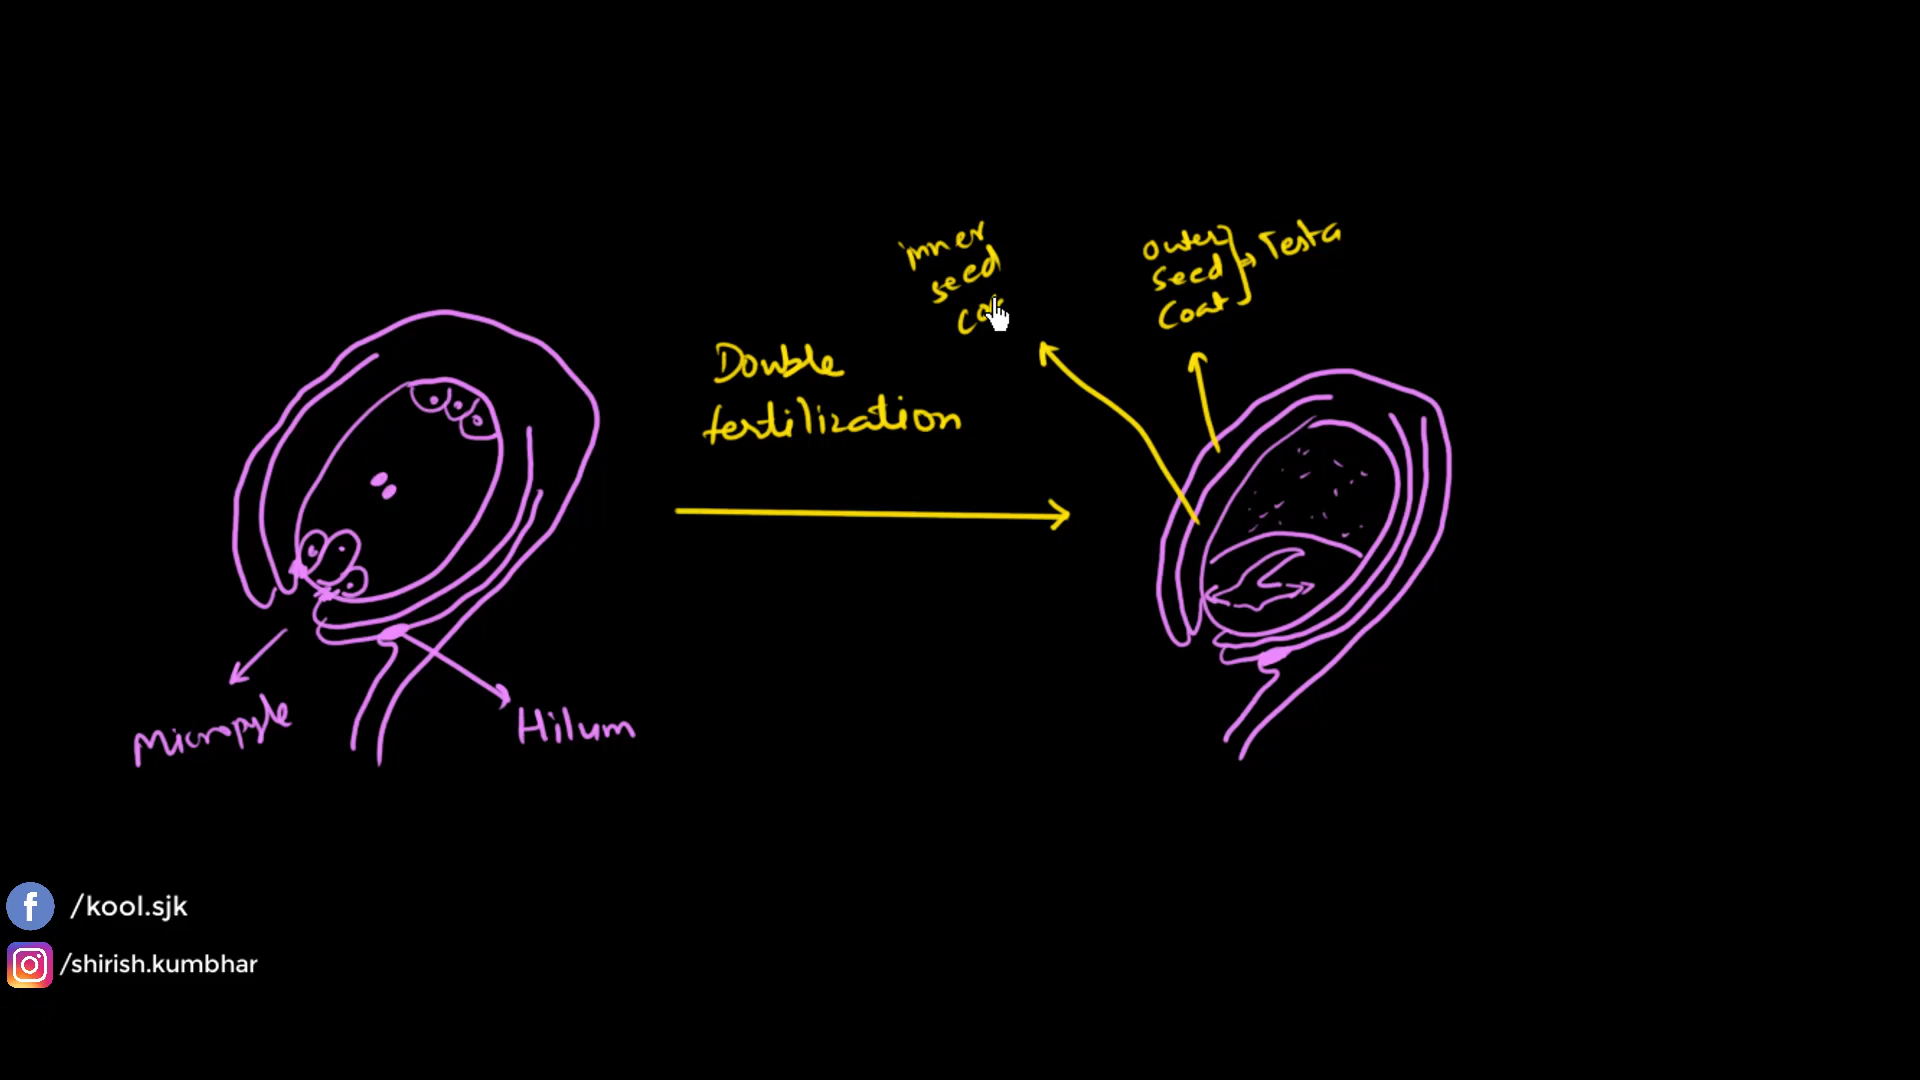 inner
seed
outer
Seed
Coat
Testa
Double
fertilization
Micropyle
Hilum
/kool.sjk
/shirish.kumbhar